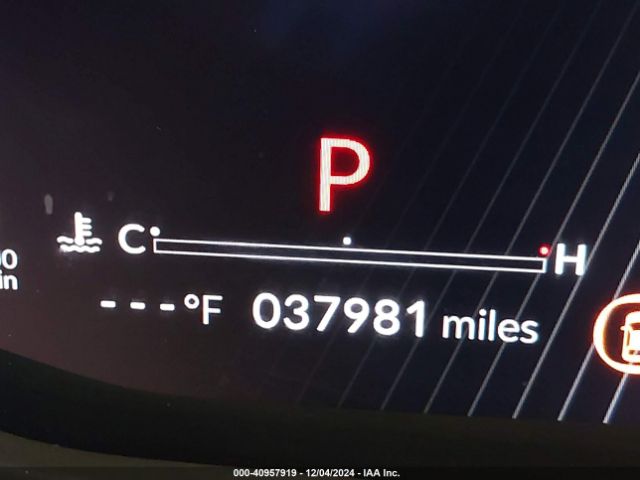 P
C H
---°F 037981 miles
000-40957919 • 12/04/2024 - IAA Inc.